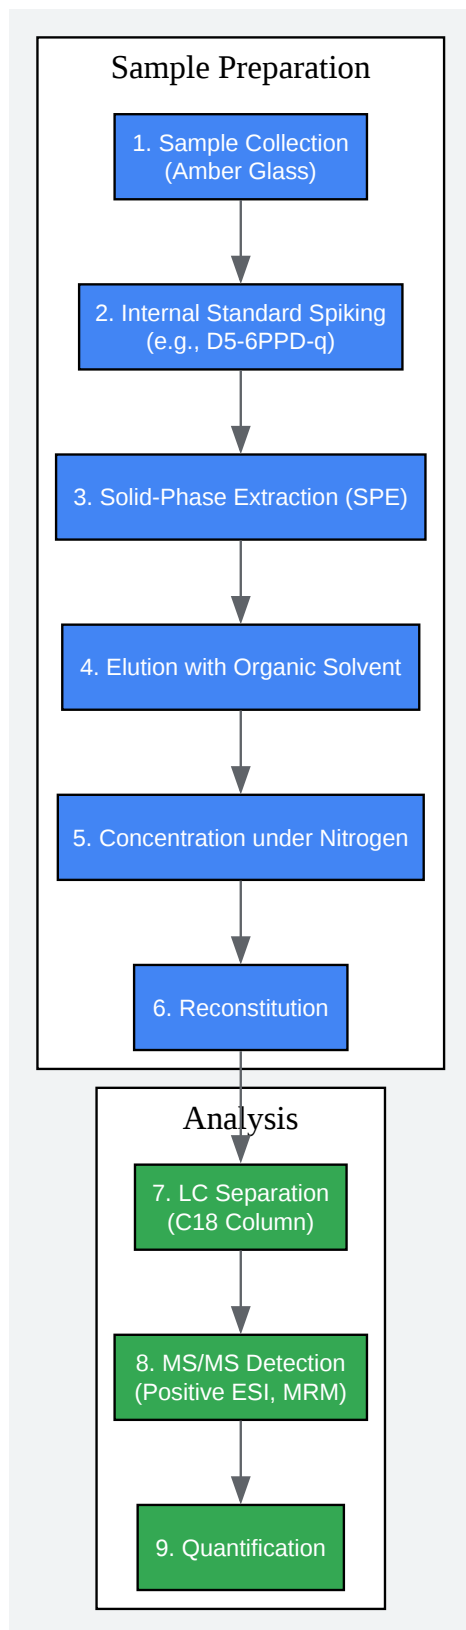 Sample Preparation
1. Sample Collection
(Amber Glass)
2. Internal Standard Spiking
(e.g., D5-6PPD-q)
3. Solid-Phase Extraction (SPE)
4. Elution with Organic Solvent
5. Concentration under Nitrogen
6. Reconstitution
Analysis
7. LC Separation
(C18 Column)
8. MS/MS Detection
(Positive ESI, MRM)
9. Quantification